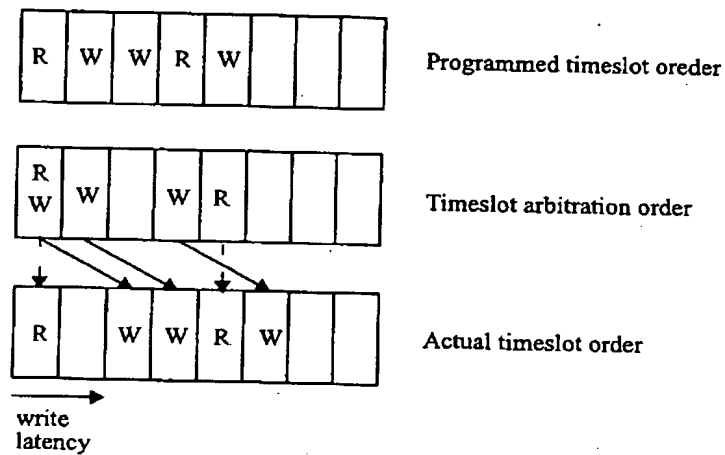 R W W R W
Programmed timeslot oreder
R
W W W R
Timeslot arbitration order
R W W R W
Actual timeslot order
write
latency